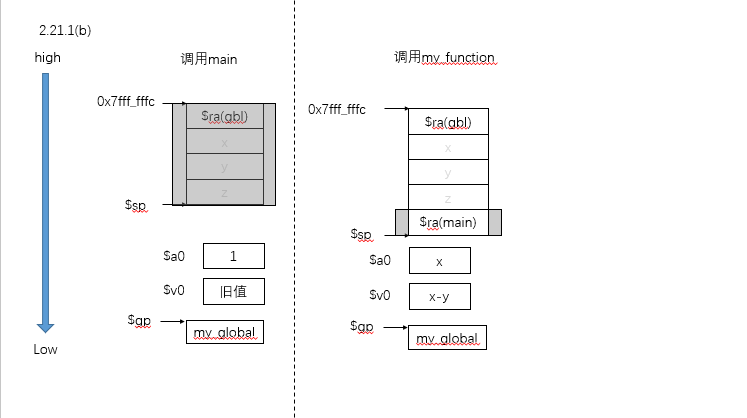 2.21.1(b)
high
Low
调用main
0x7fff_fffc
$ra(gbl)
x
y
z
$sp
$a0
1
$v0
旧值
$gp
my_global
调用my_function
0x7fff_fffc
$ra(gbl)
x
y
z
$ra(main)
$sp
$a0
x
$v0
x-y
$gp
my_global